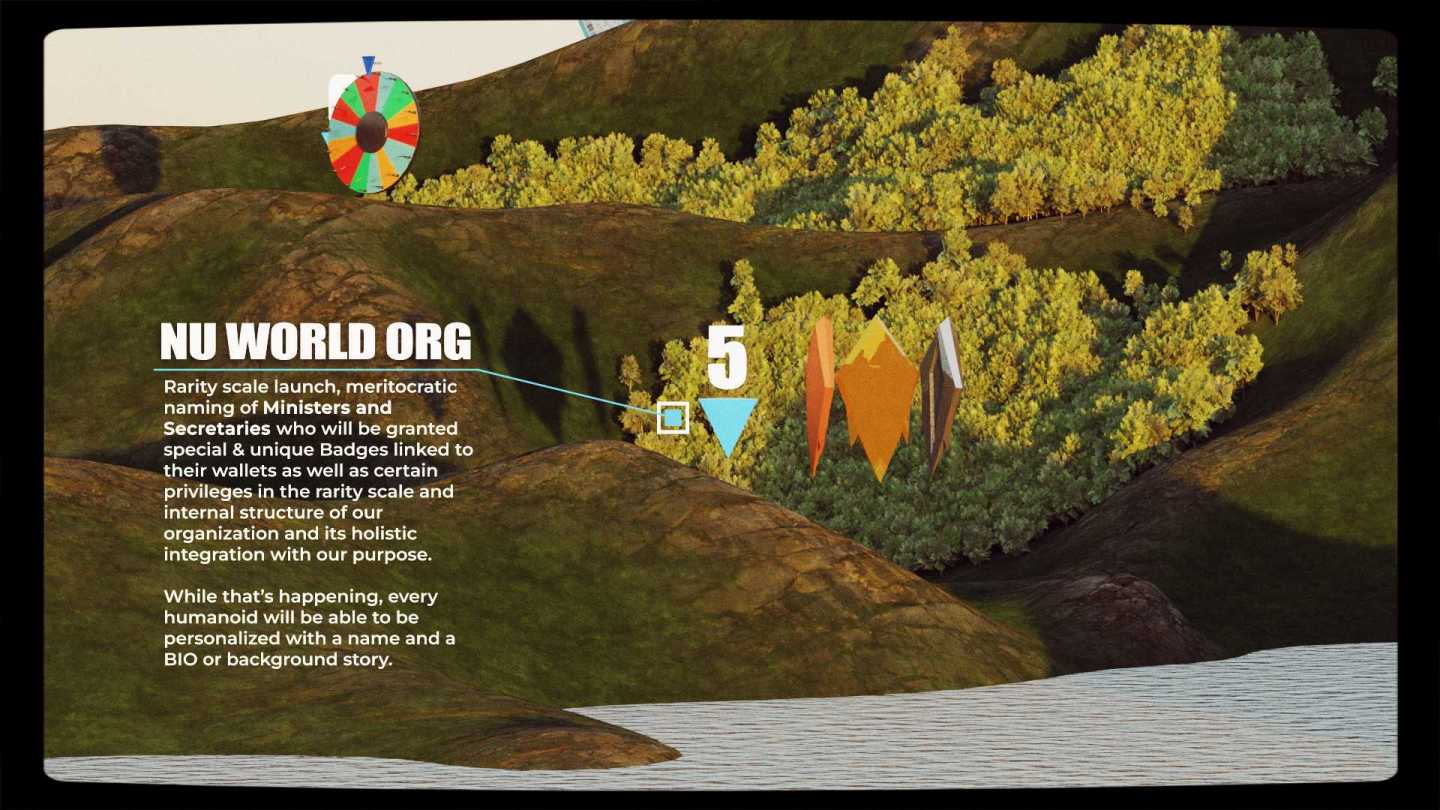 NU WORLD ORG
5
Rarity scale launch, meritocratic
naming of Ministers and
Secretaries who will be granted
special & unique Badges linked to
their wallets as well as certain
privileges in the rarity scale and
internal structure of our
organization and its holistic
integration with our purpose.
While that's happening, every
humanoid will be able to be
personalized with a name and a
BIO or background story.